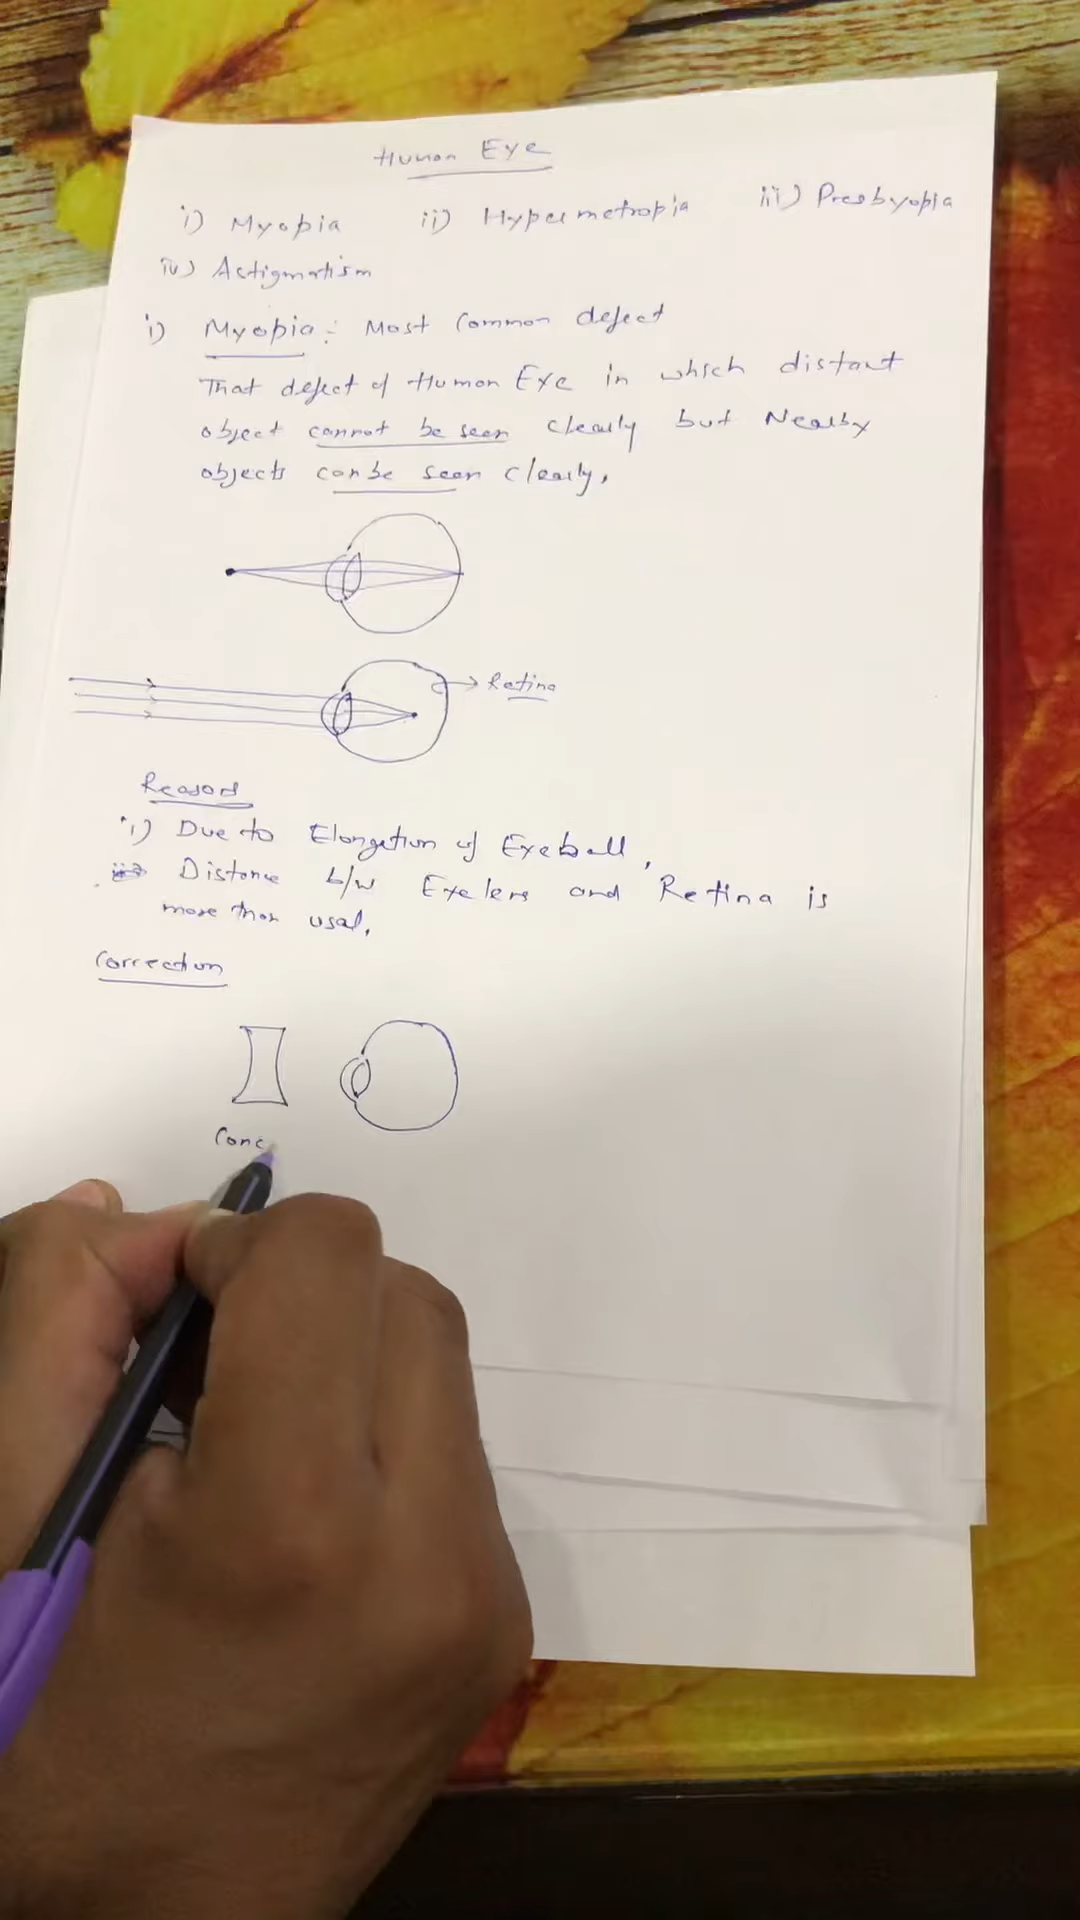 Human Eye
i) Myopia ii) Hypermetropia iii) Presbyopia
iv) Astigmatism
i) Myopia : Most Common defect
That defect of Human Eye in which distant
object cannot be seen clearly but Nearby
objects can be seen clearly,
Retina
Reason
i) Due to Elongation of Eyeball,
Distance b/w Eyelens and Retina is
more than usal.
Correction
Conc